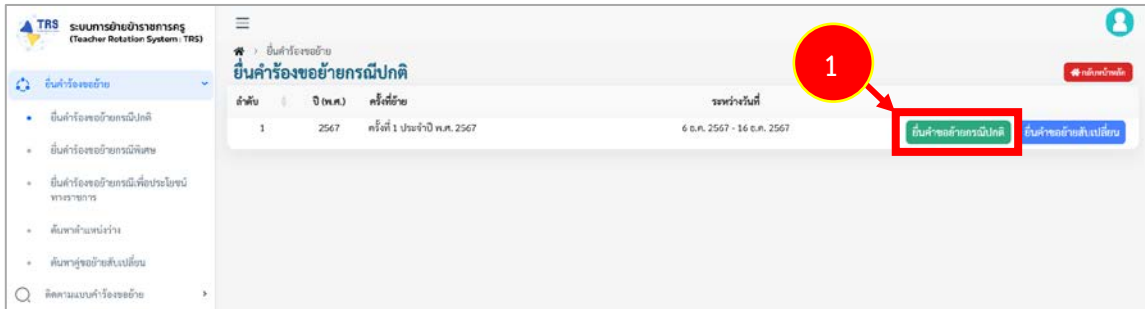 TRS ระบบการย้ายข้าราชการครู
(Teacher Rotation System : TRS)
ยื่นคำร้องขอย้าย
ยื่นคำร้องขอย้ายกรณีปกติ
ยื่นคำร้องขอย้ายกรณีพิเศษ
ยื่นคำร้องขอย้ายกรณีเพื่อประโยชน์
ทางราชการ
ค้นหาตำแหน่งว่าง
ค้นหาคู่ขอย้ายสับเปลี่ยน
ติดตามแบบคำร้องขอย้าย
ยื่นคำร้องขอย้าย
ยื่นคำร้องขอย้ายกรณีปกติ
กลับหน้าหลัก
1
ลำดับ ปี (พ.ศ.) ครั้งที่ย้าย ระหว่างวันที่
1 2567 ครั้งที่ 1 ประจำปี พ.ศ. 2567 6 ธ.ค. 2567 - 16 ธ.ค. 2567 ยื่นคำขอย้ายกรณีปกติ ยื่นคำขอย้ายสับเปลี่ยน